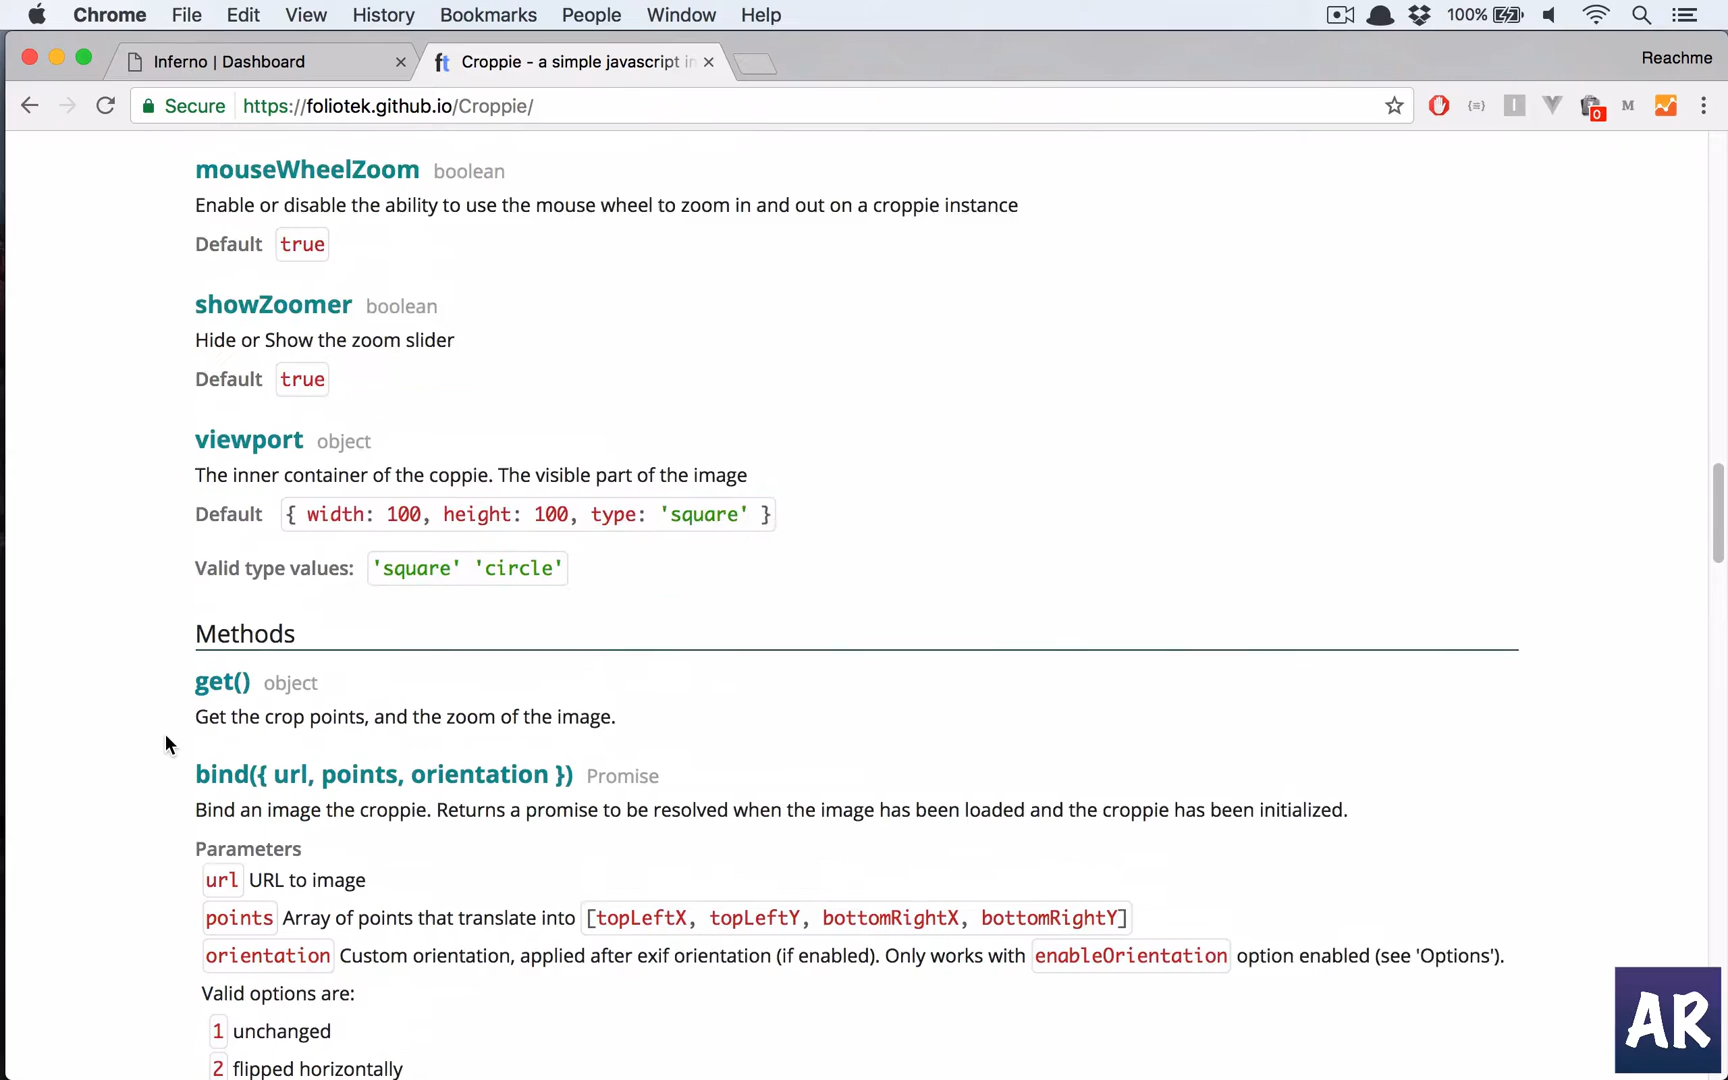 Chrome File Edit View History Bookmarks People Window Help 100%
Inferno | Dashboard
Croppie - a simple javascript in
Reachme
Secure https://foliotek.github.io/Croppie/
0 M
mouseWheelZoom boolean
Enable or disable the ability to use the mouse wheel to zoom in and out on a croppie instance
Default true
showZoomer boolean
Hide or Show the zoom slider
Default true
viewport object
The inner container of the coppie. The visible part of the image
Default { width: 100, height: 100, type: 'square' }
Valid type values: 'square' 'circle'
Methods
get() object
Get the crop points, and the zoom of the image.
bind({ url, points, orientation }) Promise
Bind an image the croppie. Returns a promise to be resolved when the image has been loaded and the croppie has been initialized.
Parameters
url URL to image
points Array of points that translate into [topLeftX, topLeftY, bottomRightX, bottomRightY]
orientation Custom orientation, applied after exif orientation (if enabled). Only works with enableOrientation option enabled (see 'Options').
Valid options are:
1 unchanged
2 flipped horizontally
AR